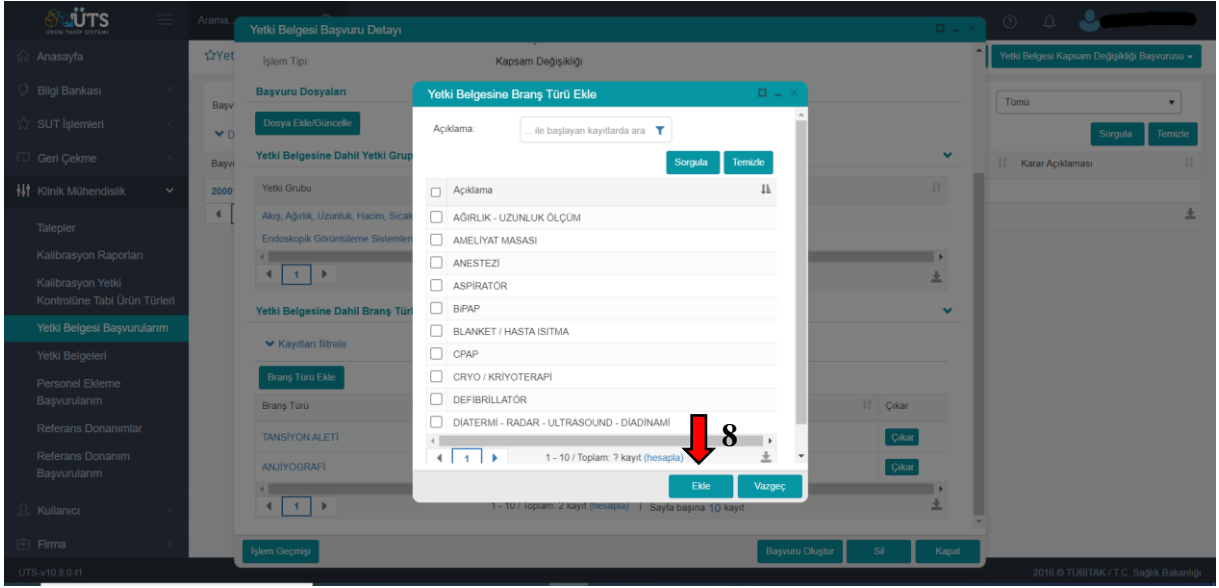 ÜTS
ÜRÜN TAKİP SİSTEMİ
Arama...
Anasayfa
Bilgi Bankası
SUT İşlemleri
Geri Çekme
Klinik Mühendislik
Talepler
Kalibrasyon Raporları
Kalibrasyon Yetki
Kontrolüne Tabi Ürün Türleri
Yetki Belgesi Başvurularım
Yetki Belgeleri
Personel Ekleme
Başvurularım
Referans Donanımlar
Referans Donanım
Başvurularım
Kullanıcı
Firma
UTS-v10.8.0-t1
Yet
Yetki Belgesi Kapsam Değişikliği Başvurusu
Başv
D
Başvu
2000
Tümü
Sorgula Temizle
Karar Açıklaması
Yetki Belgesi Başvuru Detayı
İşlem Tipi: Kapsam Değişikliği
Başvuru Dosyaları
Dosya Ekle/Güncelle
Yetki Belgesine Dahil Yetki Grup
Yetki Grubu
Akış, Ağırlık, Uzunluk, Hacim, Sıcak
Endoskopik Görüntüleme Sistemleri
1
Yetki Belgesine Dahil Branş Tür
Kayıtları filtrele
Branş Türü Ekle
Branş Türü Çıkar
TANSİYON ALETİ Çıkar
ANJİYOGRAFİ Çıkar
1 1 - 10 / Toplam: 2 kayıt (hesapla) | Sayfa başına 10 kayıt
İşlem Geçmişi Başvuru Oluştur Sil Kapat
Yetki Belgesine Branş Türü Ekle
Açıklama: ... ile başlayan kayıtlarda ara
Sorgula Temizle
Açıklama
AĞIRLIK - UZUNLUK ÖLÇÜM
AMELİYAT MASASI
ANESTEZİ
ASPİRATÖR
BiPAP
BLANKET / HASTA ISITMA
CPAP
CRYO / KRİYOTERAPİ
DEFİBRİLLATÖR
DİATERMİ - RADAR - ULTRASOUND - DİADİNAMİ
8
1 1 - 10 / Toplam: ? kayıt (hesapla)
Ekle Vazgeç
2016 © TÜBİTAK / T.C. Sağlık Bakanlığı